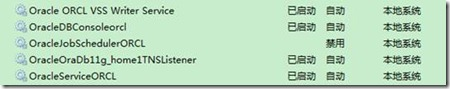 Oracle ORCL VSS Writer Service 已启动 自动 本地系统
OracleDBConsoleorcl 已启动 自动 本地系统
OracleJobSchedulerORCL 禁用 本地系统
OracleOraDb11g_home1TNSListener 已启动 自动 本地系统
OracleServiceORCL 已启动 自动 本地系统